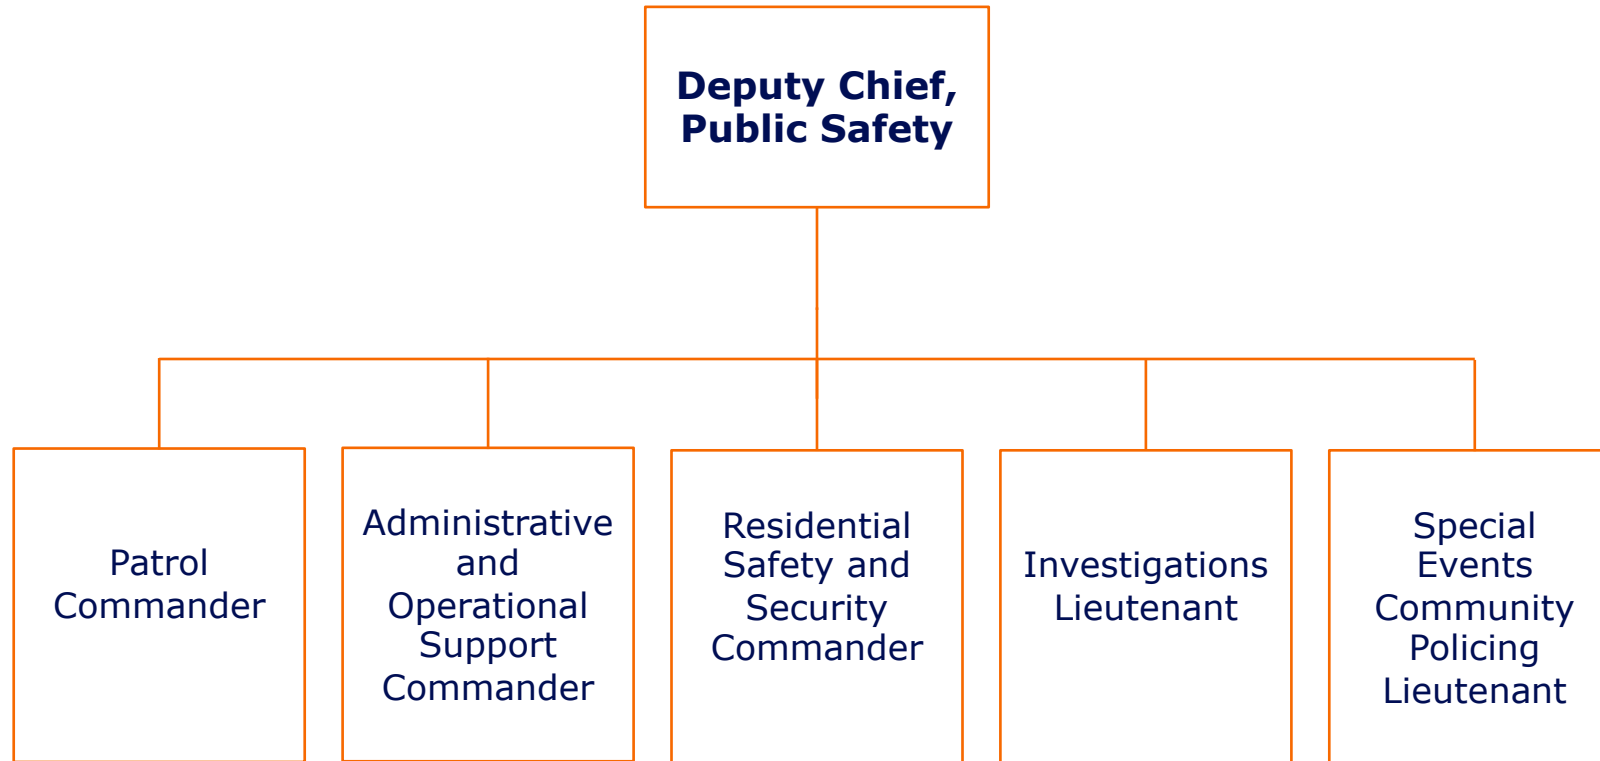 Deputy Chief,
Public Safety
Patrol
Commander
Administrative
and
Operational
Support
Commander
Residential
Safety and
Security
Commander
Investigations
Lieutenant
Special
Events
Community
Policing
Lieutenant